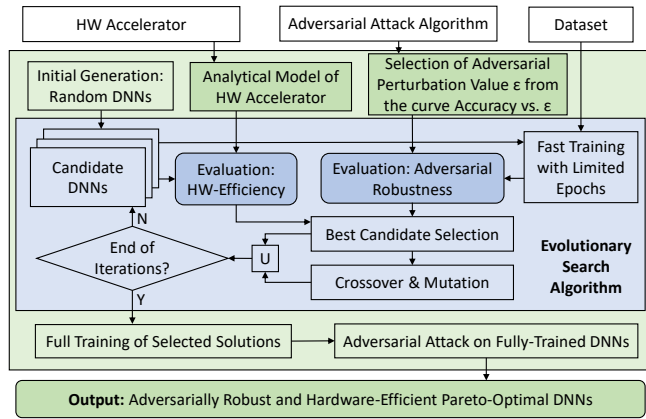 HW Accelerator
Adversarial Attack Algorithm
Dataset
Initial Generation:
Random DNNs
Analytical Model of
HW Accelerator
Selection of Adversarial
Perturbation Value ε from
the curve Accuracy vs. ε
Candidate
DNNs
Evaluation:
HW-Efficiency
Evaluation: Adversarial
Robustness
Fast Training
with Limited
Epochs
N
End of
Iterations?
U
Best Candidate Selection
Crossover & Mutation
Evolutionary
Search
Algorithm
Y
Full Training of Selected Solutions
Adversarial Attack on Fully-Trained DNNs
Output: Adversarially Robust and Hardware-Efficient Pareto-Optimal DNNs